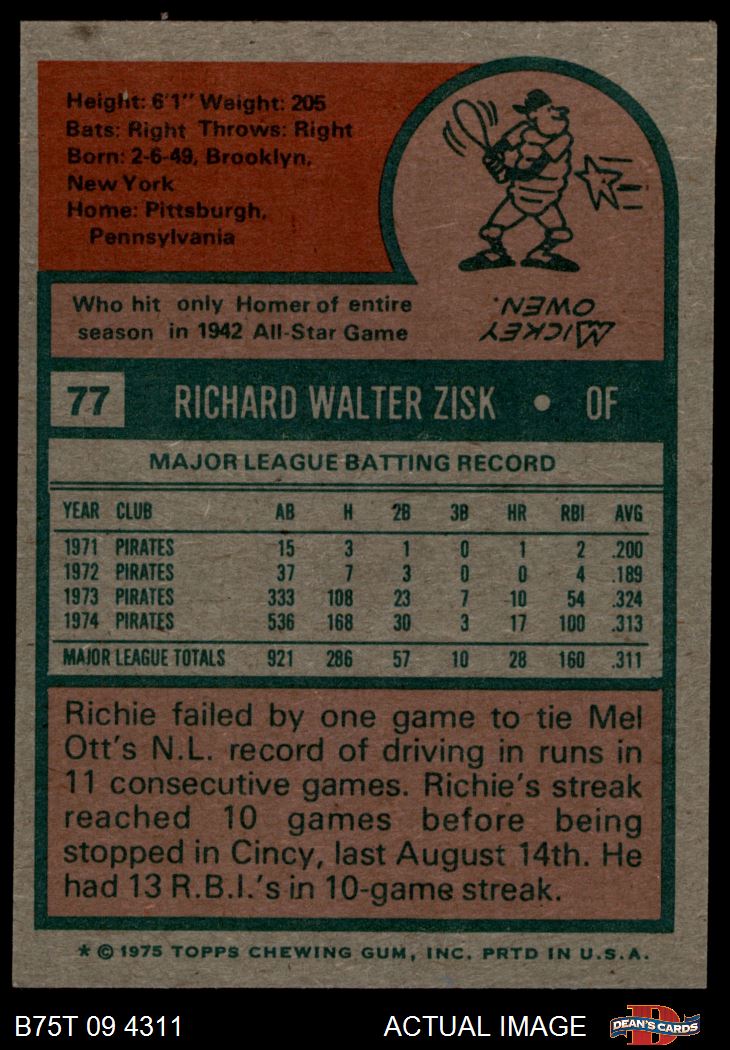 Height: 6'1" Weight: 205
Bats: Right Throws: Right
Born: 2-6-49, Brooklyn,
New York
Home: Pittsburgh,
Pennsylvania
Who hit only Homer of entire
season in 1942 All-Star Game
MICKEY
OWEN.
77 RICHARD WALTER ZISK • OF
MAJOR LEAGUE BATTING RECORD
YEAR CLUB AB H 2B 3B HR RBI AVG
1971 PIRATES 15 3 1 0 1 2 .200
1972 PIRATES 37 7 3 0 0 4 .189
1973 PIRATES 333 108 23 7 10 54 .324
1974 PIRATES 536 168 30 3 17 100 .313
MAJOR LEAGUE TOTALS 921 286 57 10 28 160 .311
Richie failed by one game to tie Mel
Ott's N.L. record of driving in runs in
11 consecutive games. Richie's streak
reached 10 games before being
stopped in Cincy, last August 14th. He
had 13 R.B.I.'s in 10-game streak.
* © 1975 TOPPS CHEWING GUM, INC. PRTD IN U.S.A.
B75T 09 4311 ACTUAL IMAGE DEAN'S CARDS